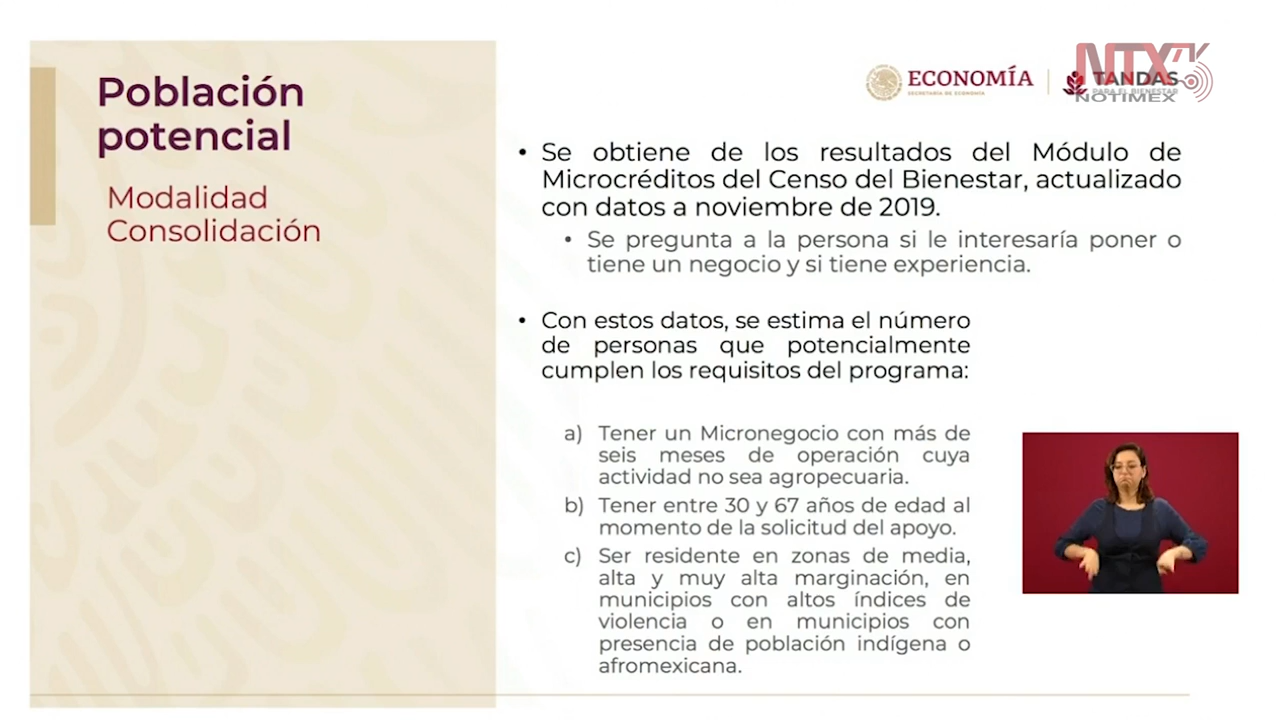 Población
potencial
Modalidad
Consolidación
ECONOMÍA
SECRETARÍA DE ECONOMÍA
TANDAS
PARA EL BIENESTAR
NTX
NOTIMEX
• Se obtiene de los resultados del Módulo de
Microcréditos del Censo del Bienestar, actualizado
con datos a noviembre de 2019.
• Se pregunta a la persona si le interesaría poner o
tiene un negocio y si tiene experiencia.
• Con estos datos, se estima el número
de personas que potencialmente
cumplen los requisitos del programa:
a) Tener un Micronegocio con más de
seis meses de operación cuya
actividad no sea agropecuaria.
b) Tener entre 30 y 67 años de edad al
momento de la solicitud del apoyo.
c) Ser residente en zonas de media,
alta y muy alta marginación, en
municipios con altos índices de
violencia o en municipios con
presencia de población indígena o
afromexicana.